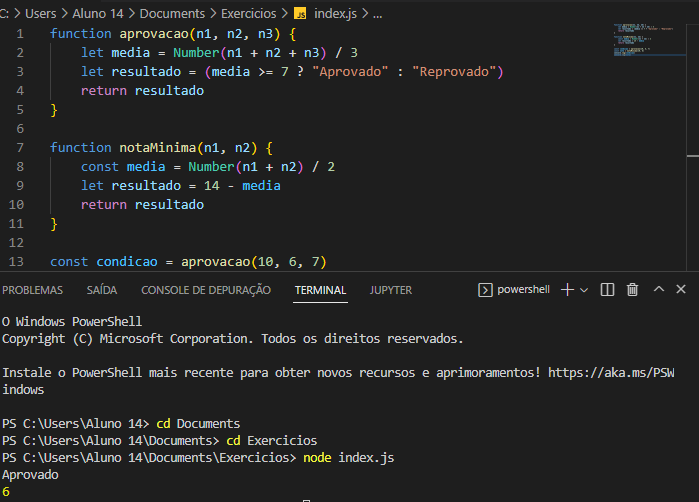 C: > Users > Aluno 14 > Documents > Exercicios > JS index.js > ...
1 function aprovacao(n1, n2, n3) {
2 let media = Number(n1 + n2 + n3) / 3
3 let resultado = (media >= 7 ? "Aprovado" : "Reprovado")
4 return resultado
5 }
6
7 function notaMinima(n1, n2) {
8 const media = Number(n1 + n2) / 2
9 let resultado = 14 - media
10 return resultado
11 }
12
13 const condicao = aprovacao(10, 6, 7)
PROBLEMAS SAÍDA CONSOLE DE DEPURAÇÃO TERMINAL JUPYTER powershell
O Windows PowerShell
Copyright (C) Microsoft Corporation. Todos os direitos reservados.
Instale o PowerShell mais recente para obter novos recursos e aprimoramentos! https://aka.ms/PSW
indows
PS C:\Users\Aluno 14> cd Documents
PS C:\Users\Aluno 14\Documents> cd Exercicios
PS C:\Users\Aluno 14\Documents\Exercicios> node index.js
Aprovado
6